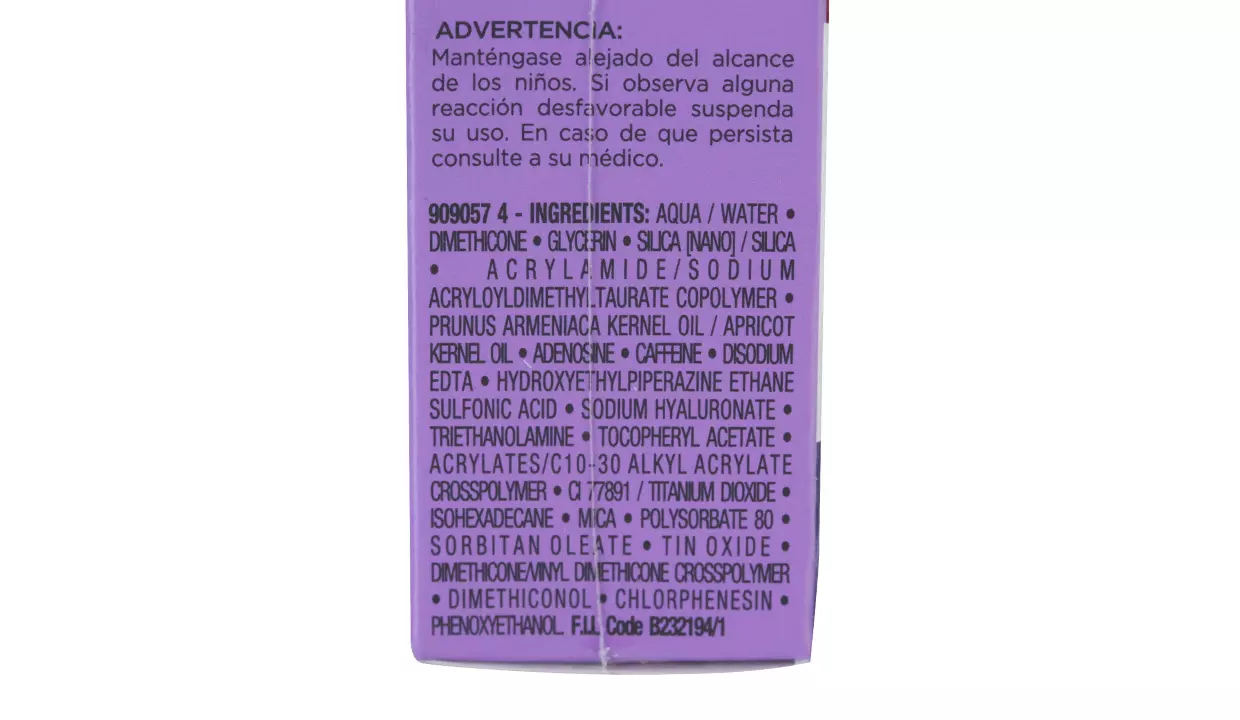 ADVERTENCIA:
Manténgase alejado del alcance
de los niños. Si observa alguna
reacción desfavorable suspenda
su uso. En caso de que persista
consulte a su médico.
909057 4 - INGREDIENTS: AQUA / WATER •
DIMETHICONE • GLYCERIN • SILICA [NANO] / SILICA
• ACRYLAMIDE/SODIUM
ACRYLOYLDIMETHYLTAURATE COPOLYMER •
PRUNUS ARMENIACA KERNEL OIL / APRICOT
KERNEL OIL • ADENOSINE • CAFFEINE • DISODIUM
EDTA • HYDROXYETHYLPIPERAZINE ETHANE
SULFONIC ACID • SODIUM HYALURONATE •
TRIETHANOLAMINE • TOCOPHERYL ACETATE •
ACRYLATES/C10-30 ALKYL ACRYLATE
CROSSPOLYMER • CI 77891 / TITANIUM DIOXIDE •
ISOHEXADECANE • MICA • POLYSORBATE 80 •
SORBITAN OLEATE • TIN OXIDE •
DIMETHICONE/VINYL DIMETHICONE CROSSPOLYMER
• DIMETHICONOL • CHLORPHENESIN •
PHENOXYETHANOL. F.I.L. Code B232194/1